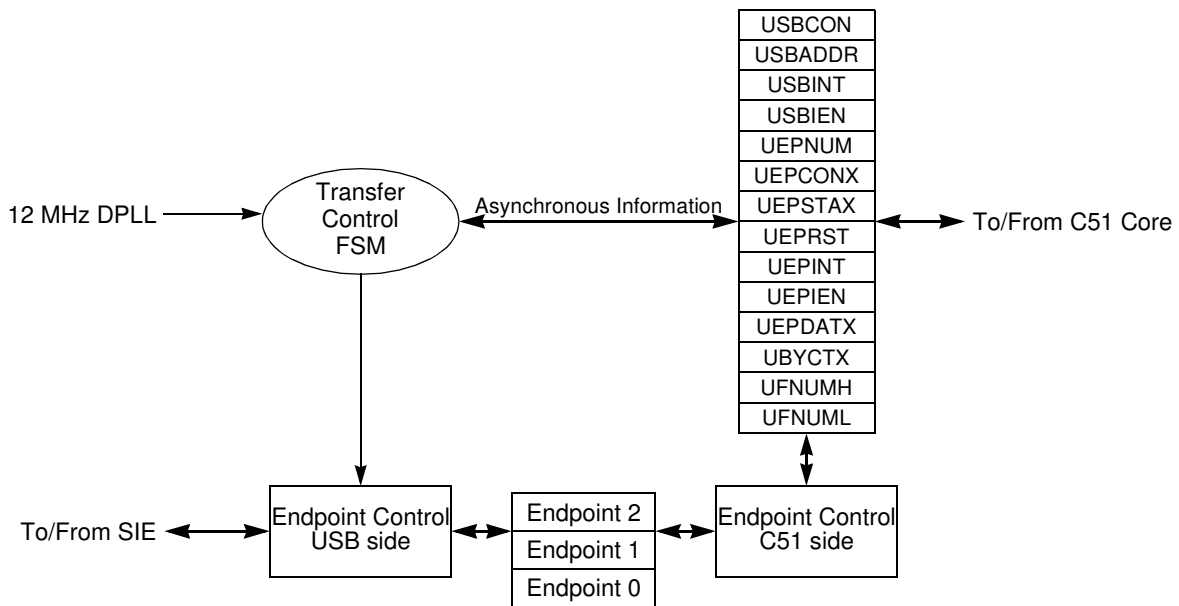 USBCON
USBADDR
USBINT
USBIEN
UEPNUM
UEPCONX
UEPSTAX
UEPRST
UEPINT
UEPIEN
UEPDATX
UBYCTX
UFNUMH
UFNUML
12 MHz DPLL
Transfer
Control
FSM
Asynchronous Information
To/From C51 Core
To/From SIE
Endpoint Control
USB side
Endpoint 2
Endpoint 1
Endpoint 0
Endpoint Control
C51 side